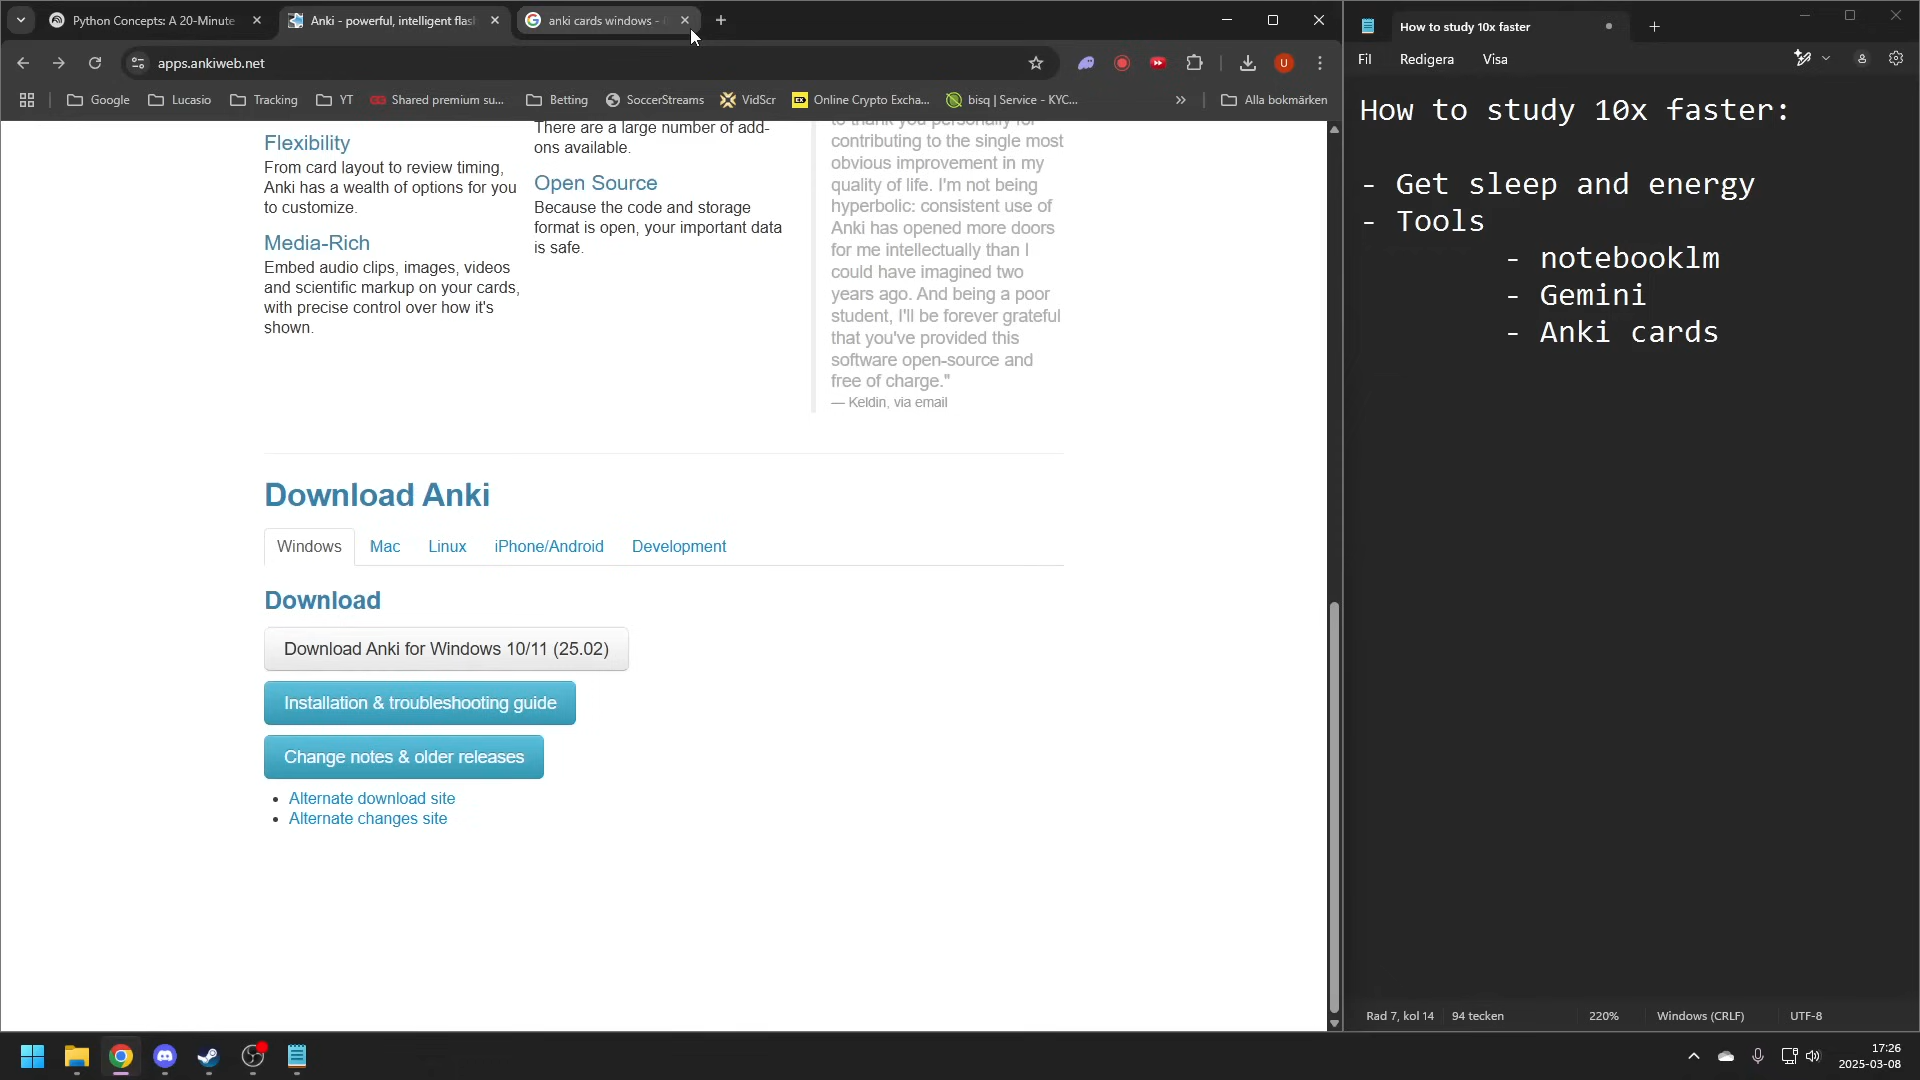 Python Concepts: A 20-Minute
Anki - powerful, intelligent flas
anki cards windows -
apps.ankiweb.net
Google
Lucasio
Tracking
YT
Shared premium su...
Betting
SoccerStreams
VidScr
Online Crypto Excha...
bisq | Service - KYC...
»
Alla bokmärken
Flexibility
From card layout to review timing,
Anki has a wealth of options for you
to customize.
Media-Rich
Embed audio clips, images, videos
and scientific markup on your cards,
with precise control over how it's
shown.
There are a large number of add-
ons available.
Open Source
Because the code and storage
format is open, your important data
is safe.
to thank you personally for
contributing to the single most
obvious improvement in my
quality of life. I'm not being
hyperbolic: consistent use of
Anki has opened more doors
for me intellectually than I
could have imagined two
years ago. And being a poor
student, I'll be forever grateful
that you've provided this
software open-source and
free of charge."
— Keldin, via email
Download Anki
Windows
Mac
Linux
iPhone/Android
Development
Download
Download Anki for Windows 10/11 (25.02)
Installation & troubleshooting guide
Change notes & older releases
• Alternate download site
• Alternate changes site
How to study 10x faster
Fil
Redigera
Visa
How to study 10x faster:
- Get sleep and energy
- Tools
- notebooklm
- Gemini
- Anki cards
Rad 7, kol 14
94 tecken
220%
Windows (CRLF)
UTF-8
17:26
2025-03-08